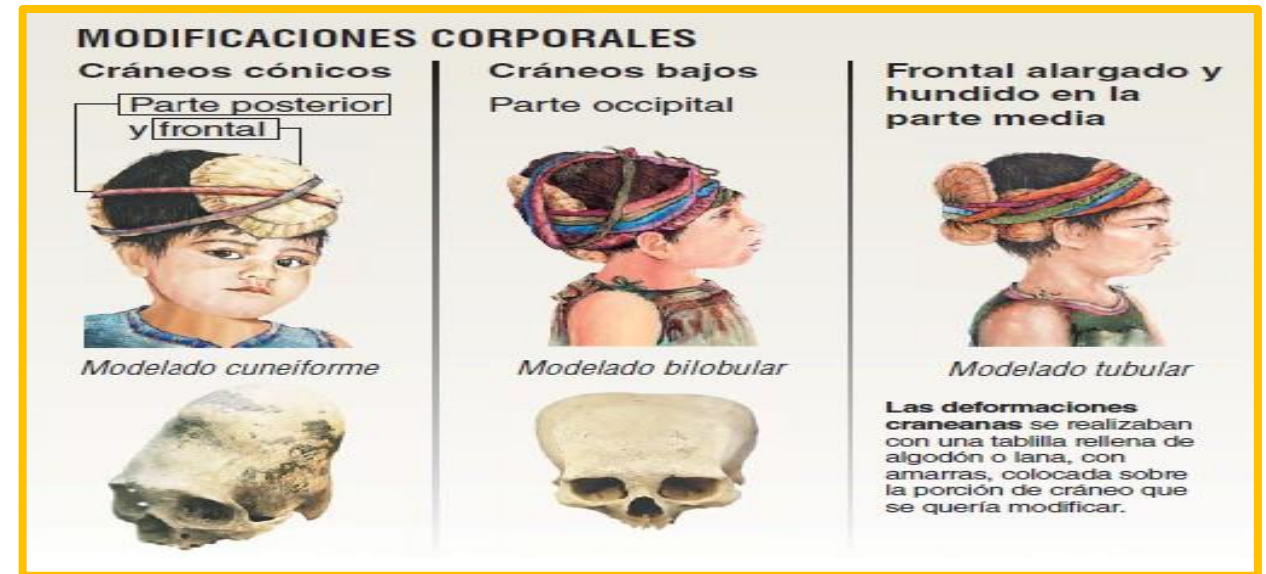 MODIFICACIONES CORPORALES
Cráneos cónicos
Parte posterior
y frontal
Modelado cuneiforme
Cráneos bajos
Parte occipital
Modelado bilobular
Frontal alargado y
hundido en la
parte media
Modelado tubular
Las deformaciones
craneanas se realizaban
con una tablilla rellena de
algodón o lana, con
amarras, colocada sobre
la porción de cráneo que
se quería modificar.